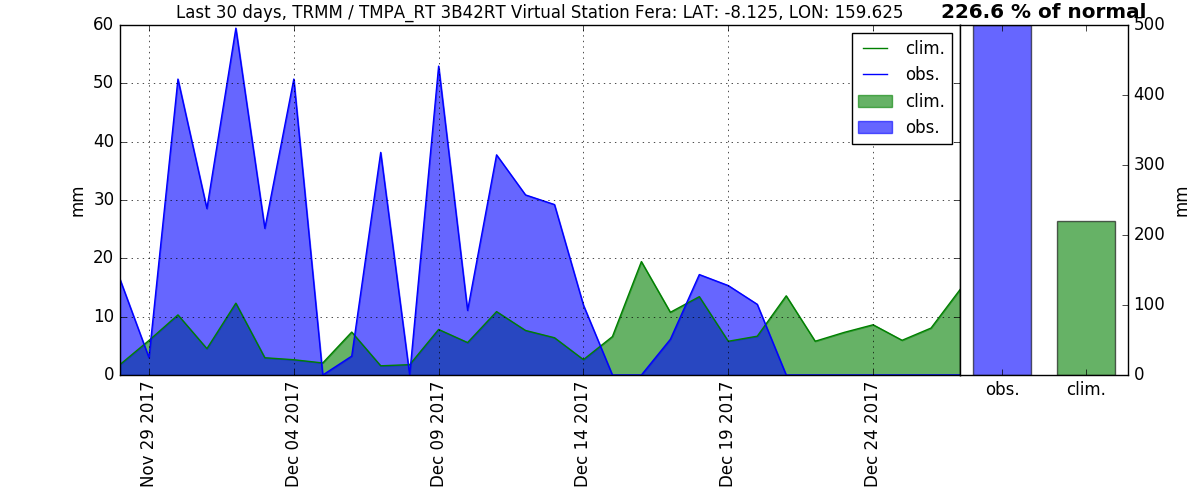 Last 30 days, TRMM / TMPA_RT 3B42RT Virtual Station Fera: LAT: -8.125, LON: 159.625
226.6 % of normal
60
50
40
30
20
10
0
mm
clim.
obs.
clim.
obs.
500
400
300
200
100
0
mm
Nov 29 2017
Dec 04 2017
Dec 09 2017
Dec 14 2017
Dec 19 2017
Dec 24 2017
obs.
clim.